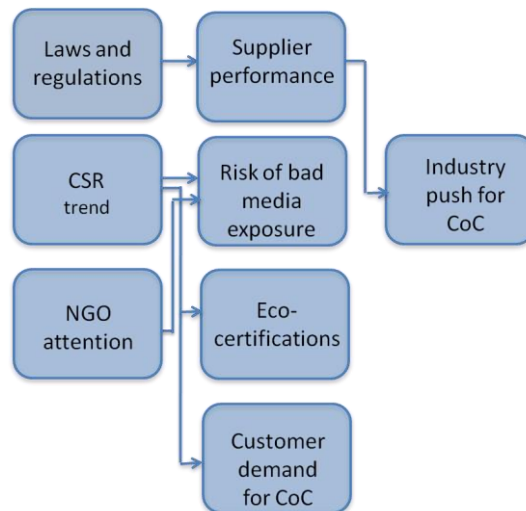 Laws and
regulations
Supplier
performance
CSR
trend
Risk of bad
media
exposure
Industry
push for
CoC
NGO
attention
Eco-
certifications
Customer
demand
for CoC